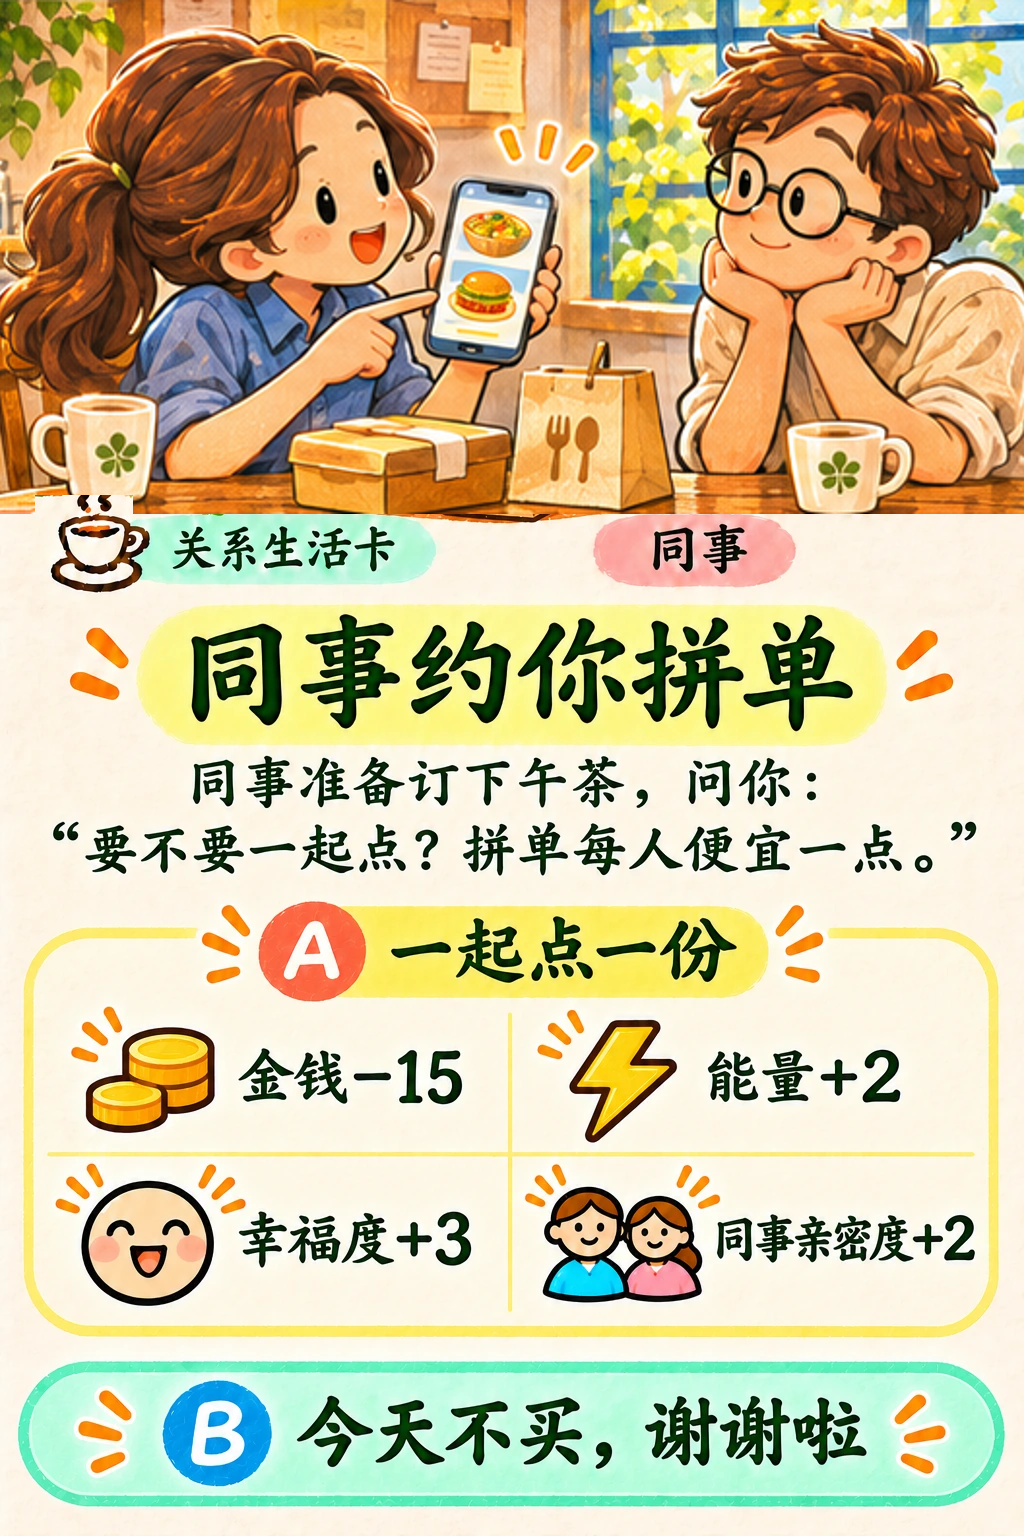 关系生活卡
同事
同事约你拼单
同事准备订下午茶，问你：
“要不要一起点？拼单每人便宜一点。”
A 一起点一份
金钱-15
能量+2
幸福度+3
同事亲密度+2
B 今天不买，谢谢啦